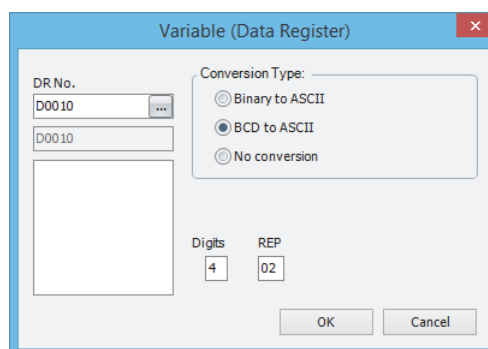 Variable (Data Register)
DR No.
D0010 ...
D0010
Conversion Type:
Binary to ASCII
BCD to ASCII
No conversion
Digits REP
4 02
OK Cancel